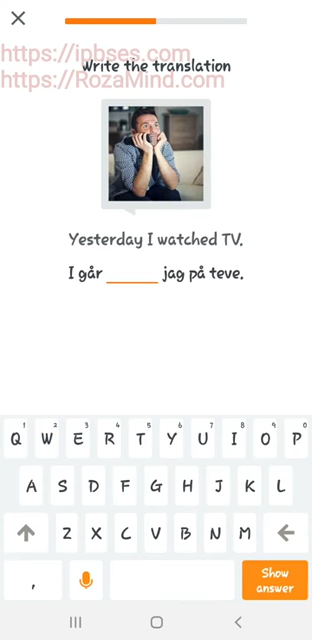 https://ipbses.com
Write the translation
https://RozaMind.com
Yesterday I watched TV.
I går ______ jag på teve.
1 2 3 4 5 6 7 8 9 0
Q W E R T Y U I O P
A S D F G H J K L
Z X C V B N M
,
Show
answer